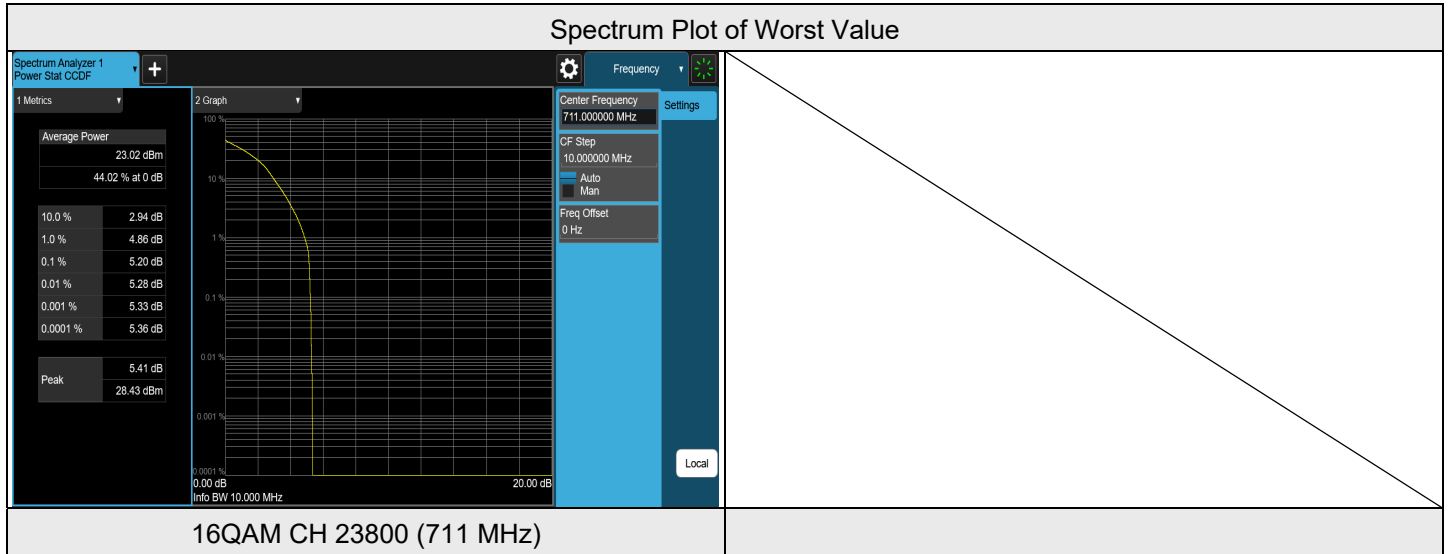 Spectrum Plot of Worst Value
Spectrum Analyzer 1
Power Stat CCDF
+
Frequency
1 Metrics
2 Graph
Average Power
23.02 dBm
44.02 % at 0 dB
10.0 % 2.94 dB
1.0 % 4.86 dB
0.1 % 5.20 dB
0.01 % 5.28 dB
0.001 % 5.33 dB
0.0001 % 5.36 dB
Peak 5.41 dB
28.43 dBm
100 %
10 %
1 %
0.1 %
0.01 %
0.001 %
0.0001 %
0.00 dB 20.00 dB
Info BW 10.000 MHz
Center Frequency
711.000000 MHz
Settings
CF Step
10.000000 MHz
Auto
Man
Freq Offset
0 Hz
Local
16QAM CH 23800 (711 MHz)